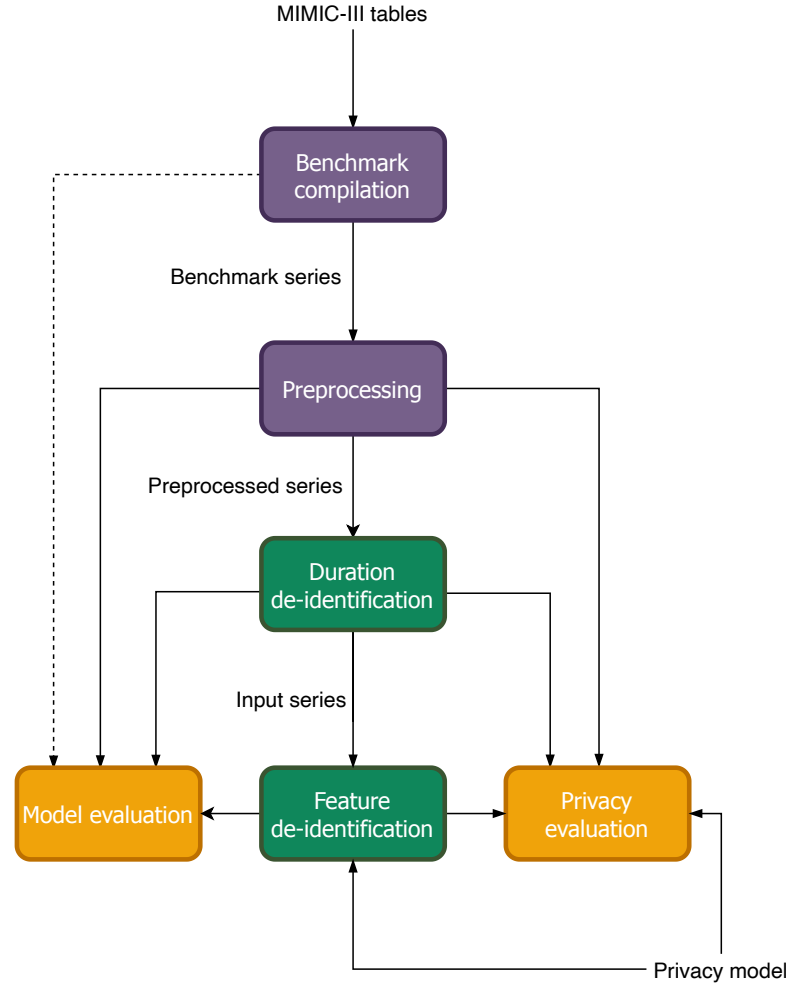 MIMIC-III tables
Benchmark
compilation
Benchmark series
Preprocessing
Preprocessed series
Duration
de-identification
Input series
Model evaluation
Feature
de-identification
Privacy
evaluation
Privacy model